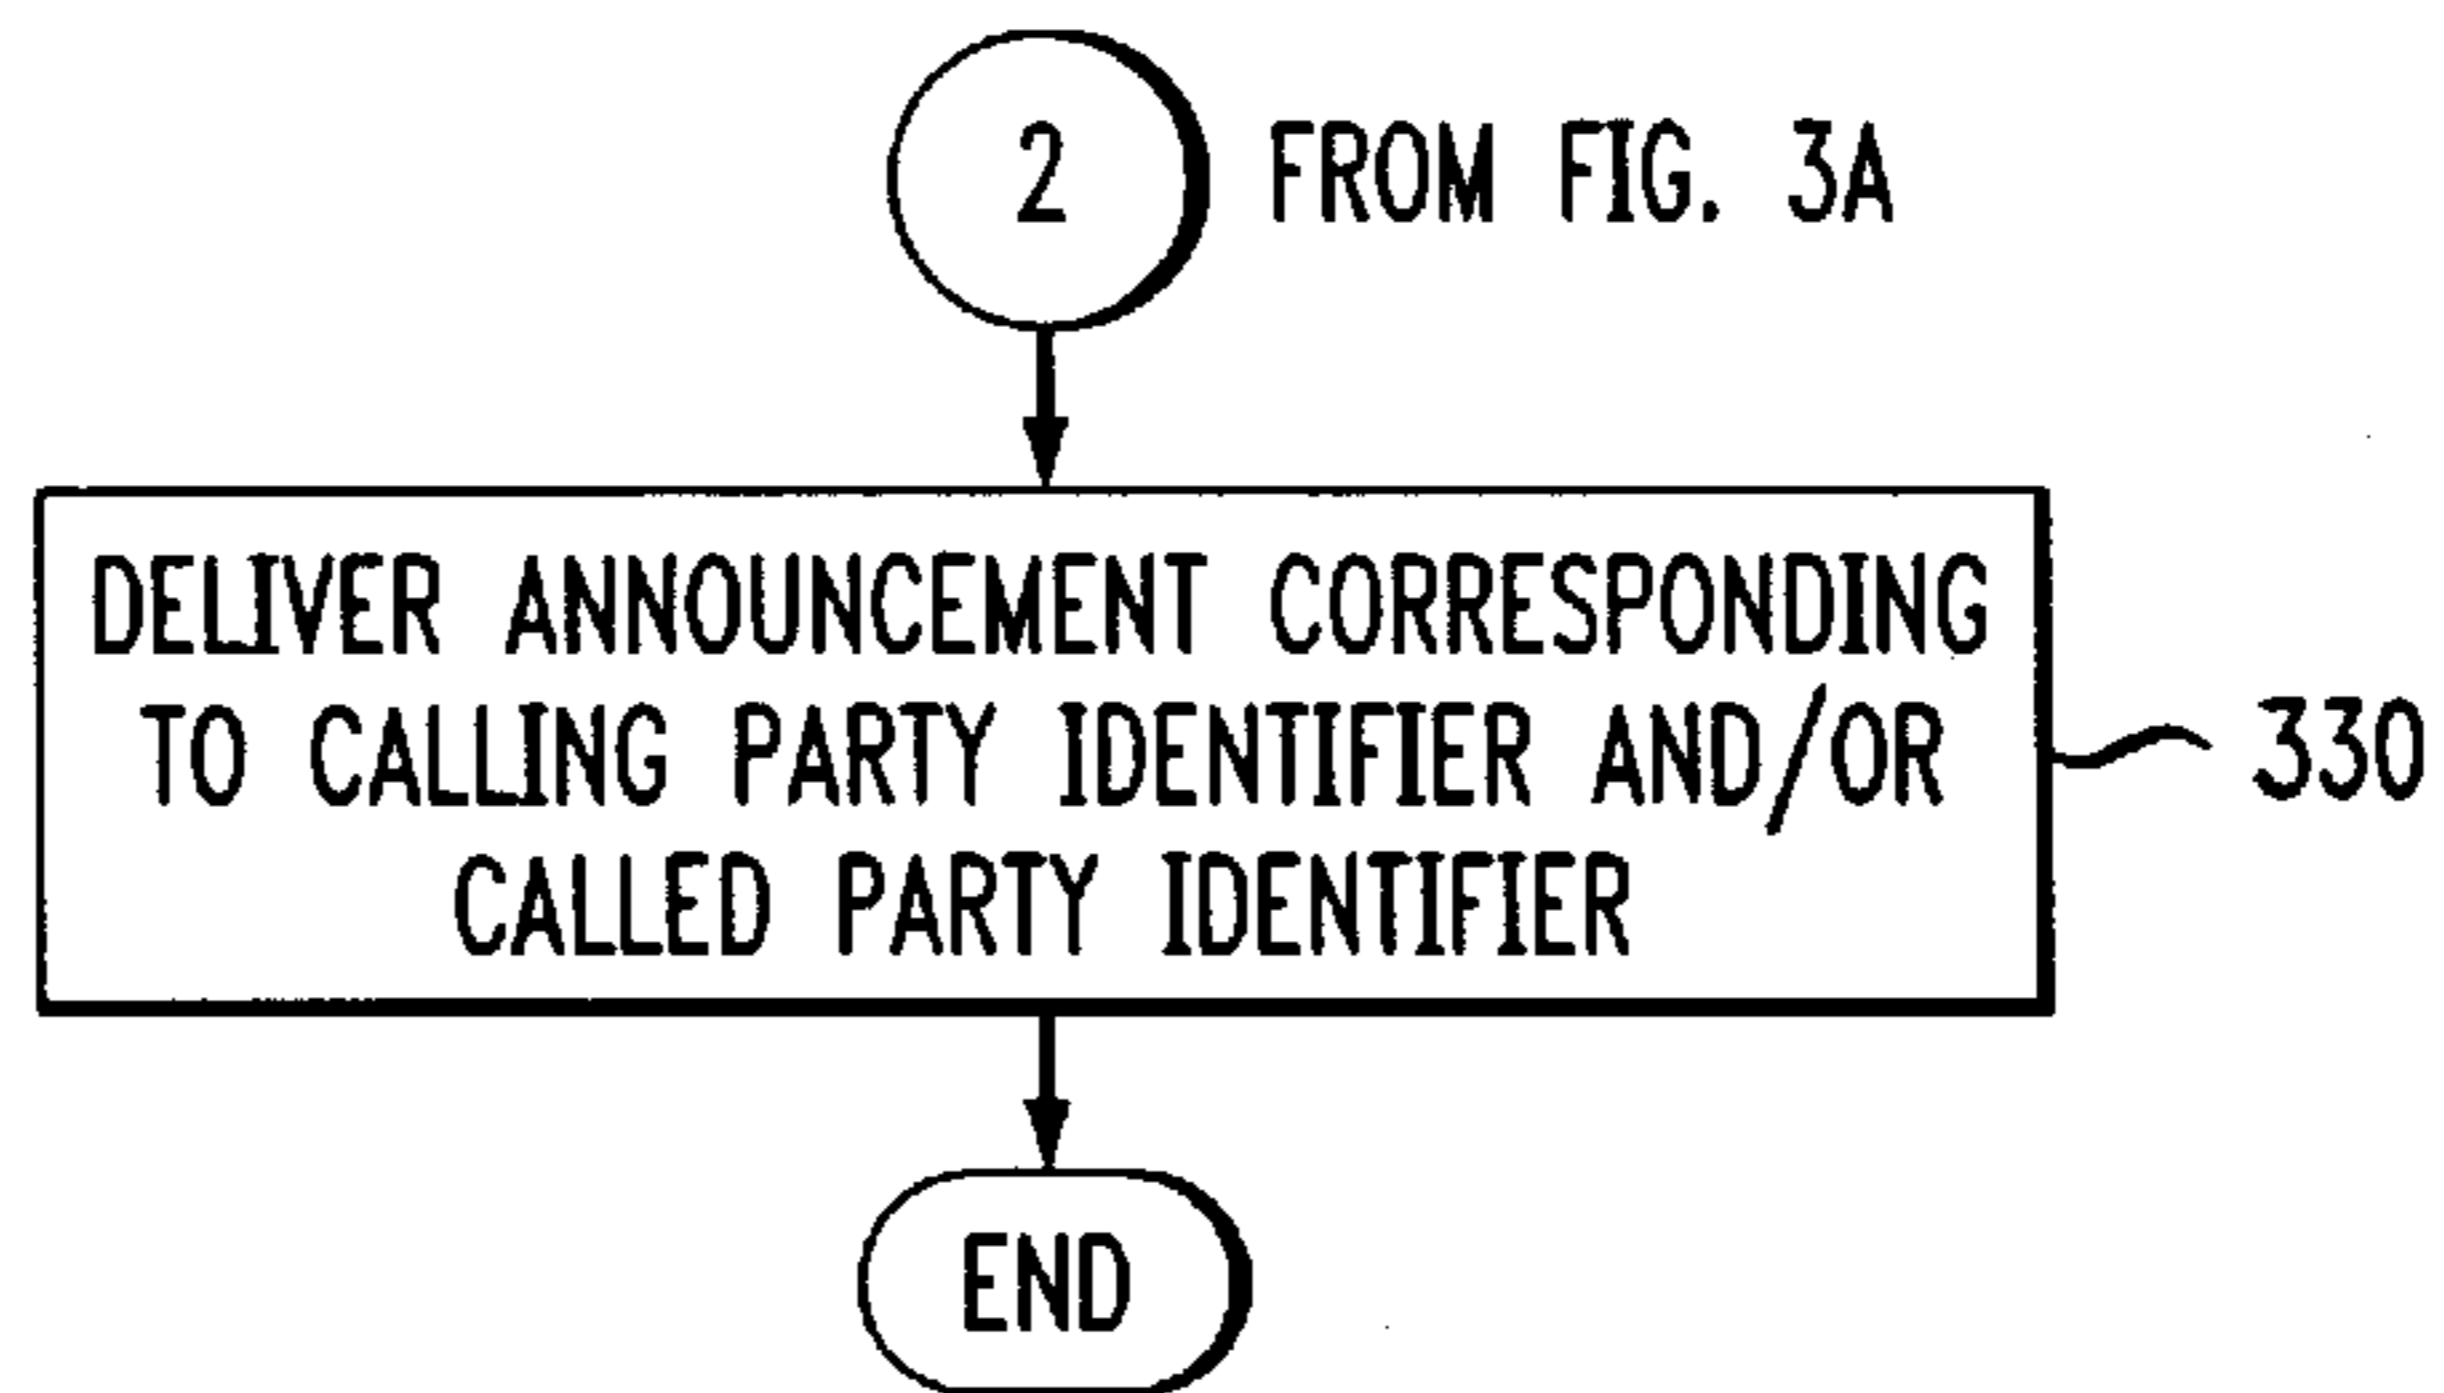 2 FROM FIG. 3A
DELIVER ANNOUNCEMENT CORRESPONDING
TO CALLING PARTY IDENTIFIER AND/OR
CALLED PARTY IDENTIFIER
330
END